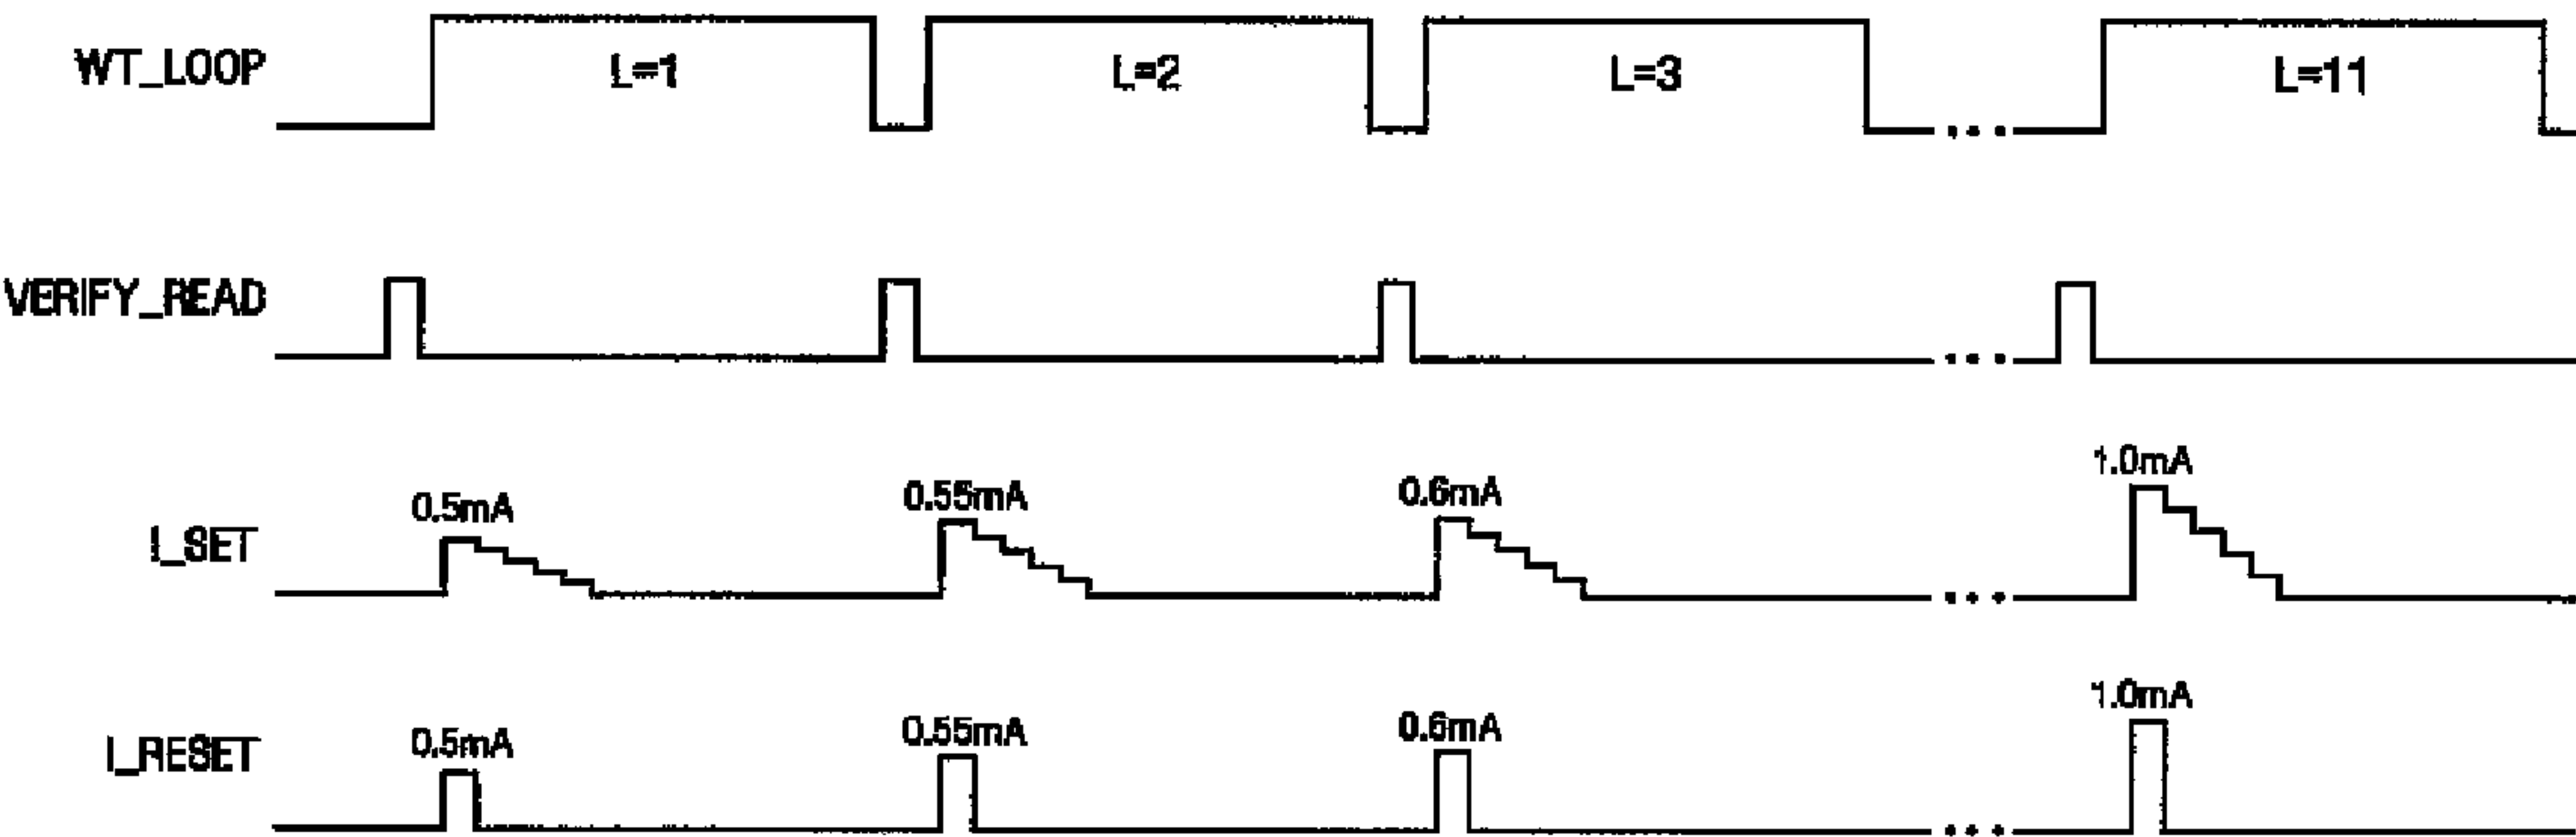 WT_LOOP L=1 L=2 L=3 L=11
VERIFY_READ
I_SET 0.5mA 0.55mA 0.6mA 1.0mA
I_RESET 0.5mA 0.55mA 0.6mA 1.0mA